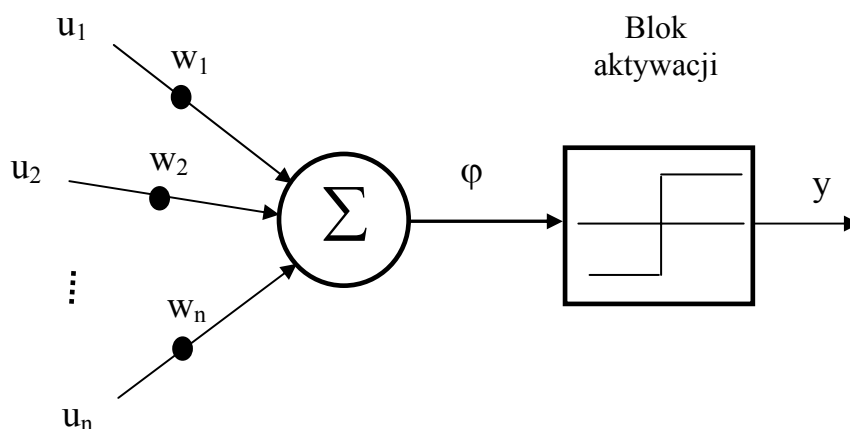 u₁
w₁
Blok
aktywacji
u₂
w₂
Σ
φ
y
wₙ
uₙ